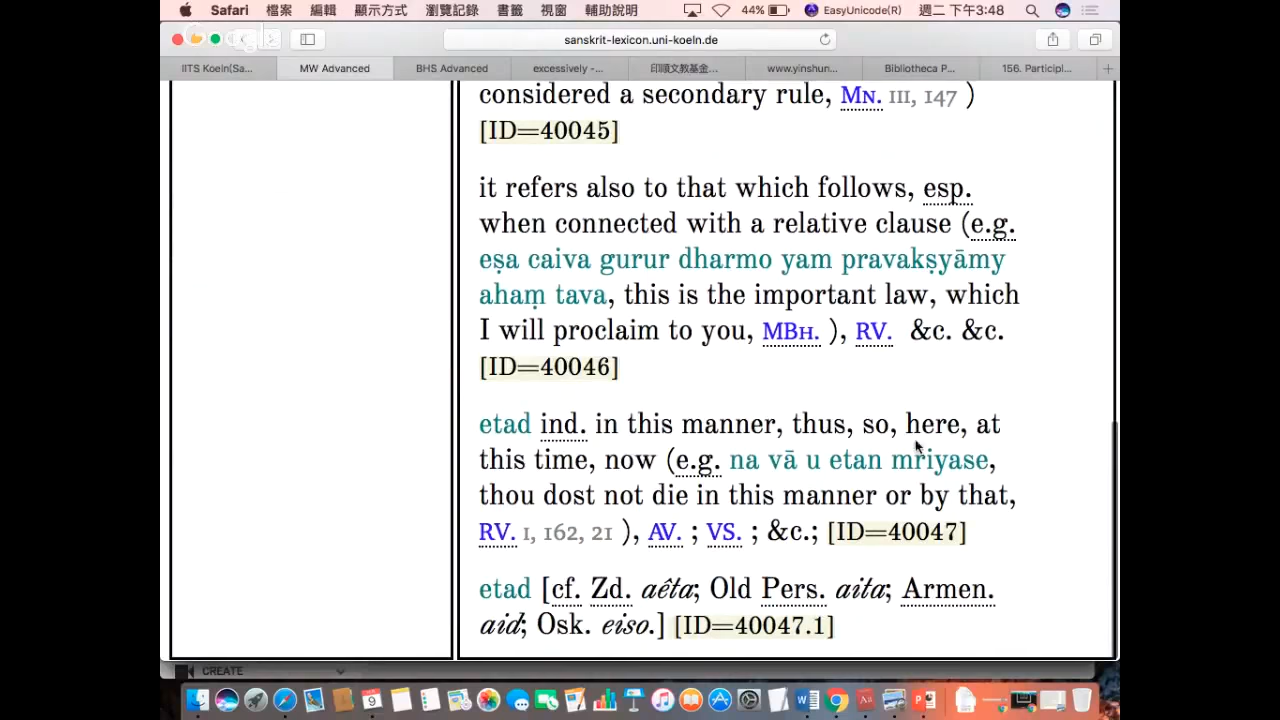 Safari 檔案 編輯 顯示方式 瀏覽記錄 書籤 視窗 輔助說明 44% EasyUnicode(R) 週二 下午3:48
sanskrit-lexicon.uni-koeln.de
IITS Koeln(Sa... MW Advanced BHS Advanced excessively -... 印順文教基金... www.yinshun... Bibliotheca P... 156. Participl...
considered a secondary rule, MN. III, 147 )
[ID=40045]
it refers also to that which follows, esp.
when connected with a relative clause (e.g.
eṣa caiva gurur dharmo yam pravakṣyāmy
ahaṃ tava, this is the important law, which
I will proclaim to you, MBH. ), RV. &c. &c.
[ID=40046]
etad ind. in this manner, thus, so, here, at
this time, now (e.g. na vā u etan mriyase,
thou dost not die in this manner or by that,
RV. I, 162, 21 ), AV. ; VS. ; &c.; [ID=40047]
etad [cf. Zd. aêta; Old Pers. aita; Armen.
aid; Osk. eiso.] [ID=40047.1]
CREATE